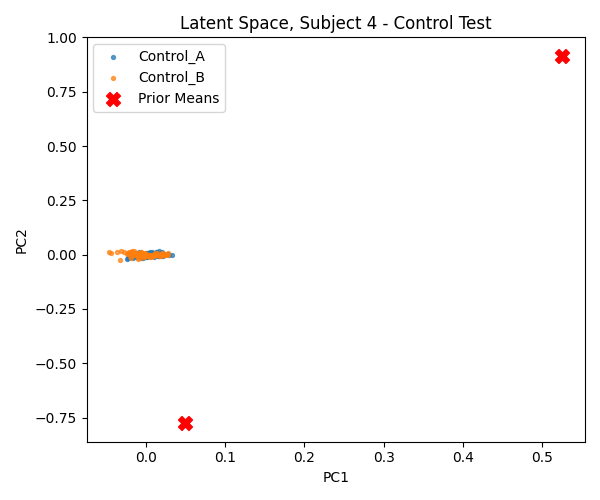 Latent Space, Subject 4 - Control Test
Control_A
Control_B
Prior Means
1.00
0.75
0.50
0.25
0.00
−0.25
−0.50
−0.75
PC2
0.0
0.1
0.2
0.3
0.4
0.5
PC1